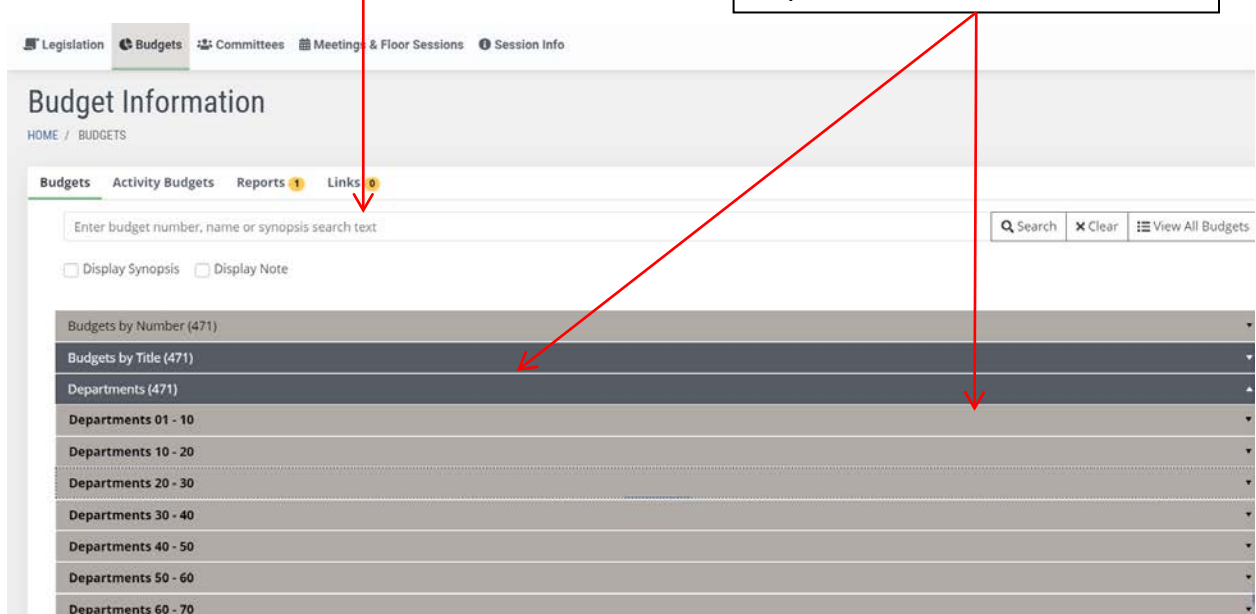 Legislation Budgets Committees Meetings & Floor Sessions Session Info
Budget Information
HOME / BUDGETS
Budgets Activity Budgets Reports 1 Links 0
Enter budget number, name or synopsis search text Search Clear View All Budgets
Display Synopsis Display Note
Budgets by Number (471)
Budgets by Title (471)
Departments (471)
Departments 01 - 10
Departments 10 - 20
Departments 20 - 30
Departments 30 - 40
Departments 40 - 50
Departments 50 - 60
Departments 60 - 70